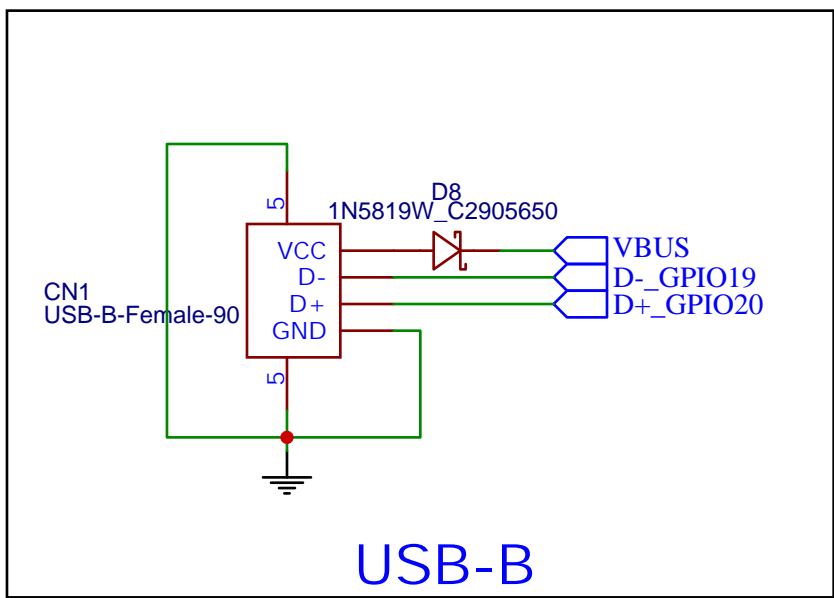 5
D8
1N5819W_C2905650
VCC
VBUS
D-
D-_GPIO19
CN1
D+
D+_GPIO20
USB-B-Female-90
GND
5
USB-B